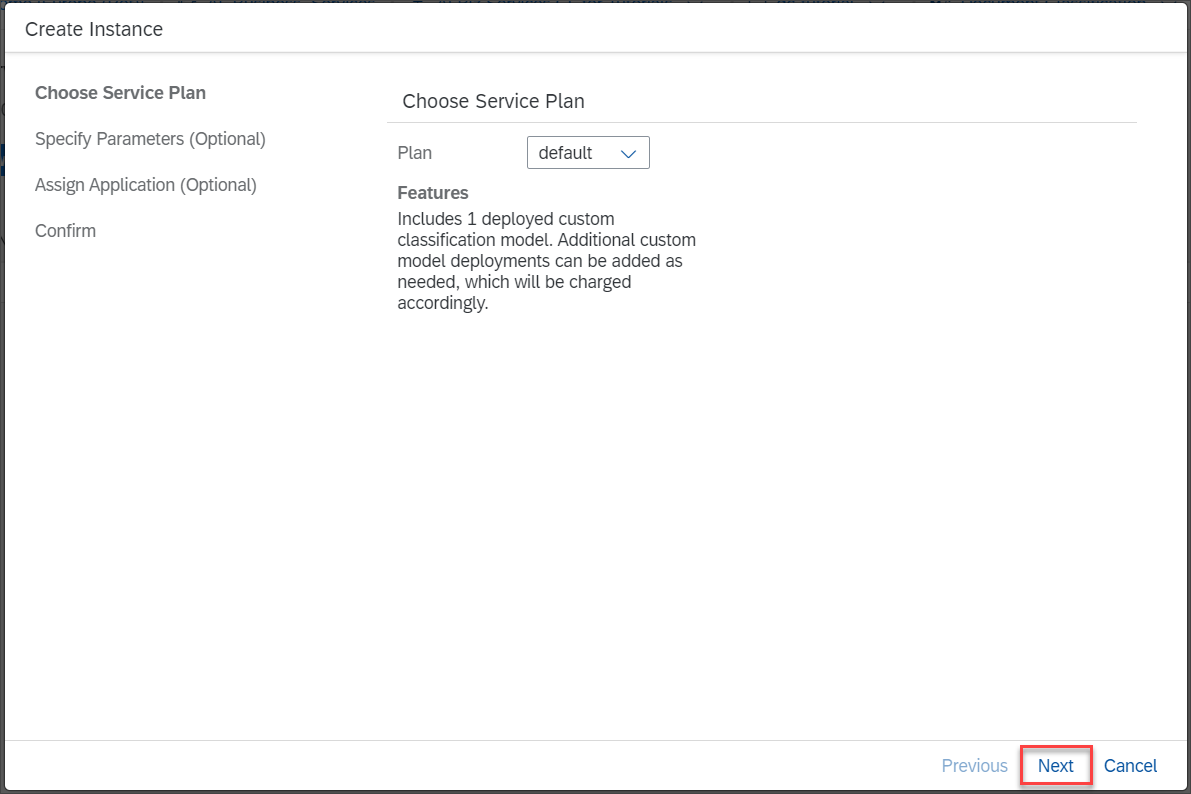 Create Instance
Choose Service Plan
Specify Parameters (Optional)
Assign Application (Optional)
Confirm
Choose Service Plan
Plan
default
Features
Includes 1 deployed custom
classification model. Additional custom
model deployments can be added as
needed, which will be charged
accordingly.
Previous
Next
Cancel